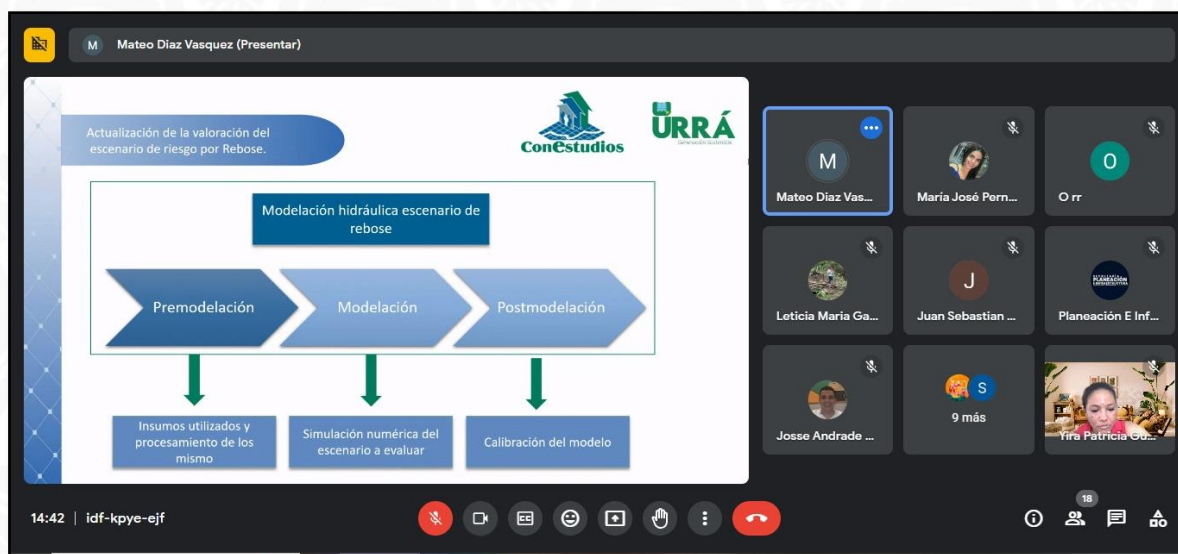 M Mateo Diaz Vasquez (Presentar)
Actualización de la valoración del
escenario de riesgo por Rebose.
ConEstudios
URRÁ
Modelación hidráulica escenario de
rebose
Premodelación
Modelación
Postmodelación
Insumos utilizados y
procesamiento de los
mismo
Simulación numérica del
escenario a evaluar
Calibración del modelo
M
Mateo Diaz Vas...
María José Pern...
O
O rr
Leticia Maria Ga...
J
Juan Sebastian ...
PLANEACIÓN
Planeación E Inf...
Josse Andrade ...
S
9 más
Yira Patricia Gu...
14:42 | idf-kpye-ejf
CC
18